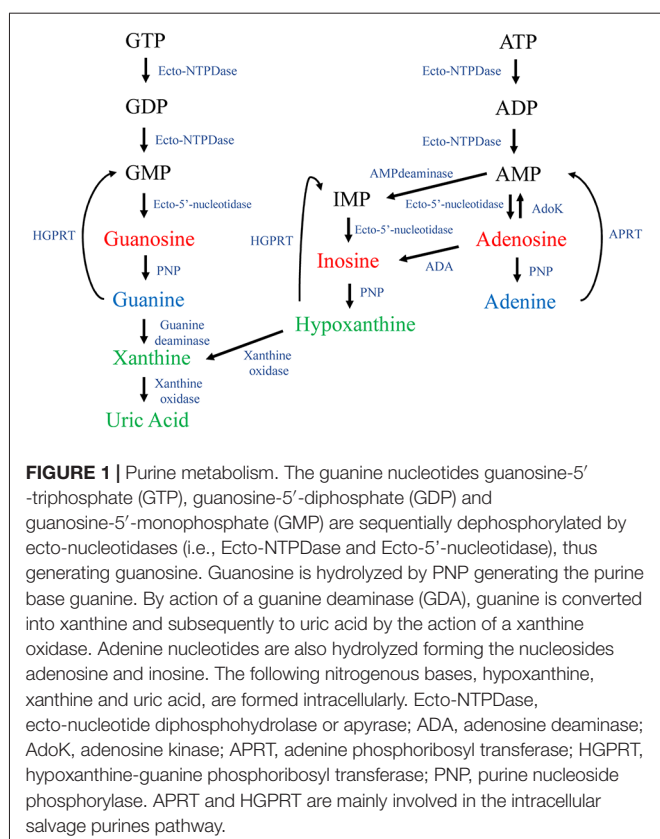 GTP
ATP
Ecto-NTPDase
Ecto-NTPDase
GDP
ADP
Ecto-NTPDase
Ecto-NTPDase
GMP
AMPdeaminase
AMP
IMP
Ecto-5’-nucleotidase
Ecto-5’-nucleotidase
AdoK
HGPRT
Guanosine
HGPRT
Ecto-5’-nucleotidase
Adenosine
APRT
Inosine
ADA
PNP
PNP
PNP
Guanine
Adenine
Hypoxanthine
Guanine
deaminase
Xanthine
Xanthine
oxidase
Xanthine
oxidase
Uric Acid
FIGURE 1 | Purine metabolism. The guanine nucleotides guanosine-5′
-triphosphate (GTP), guanosine-5′-diphosphate (GDP) and
guanosine-5′-monophosphate (GMP) are sequentially dephosphorylated by
ecto-nucleotidases (i.e., Ecto-NTPDase and Ecto-5’-nucleotidase), thus
generating guanosine. Guanosine is hydrolyzed by PNP generating the purine
base guanine. By action of a guanine deaminase (GDA), guanine is converted
into xanthine and subsequently to uric acid by the action of a xanthine
oxidase. Adenine nucleotides are also hydrolyzed forming the nucleosides
adenosine and inosine. The following nitrogenous bases, hypoxanthine,
xanthine and uric acid, are formed intracellularly. Ecto-NTPDase,
ecto-nucleotide diphosphohydrolase or apyrase; ADA, adenosine deaminase;
AdoK, adenosine kinase; APRT, adenine phosphoribosyl transferase; HGPRT,
hypoxanthine-guanine phosphoribosyl transferase; PNP, purine nucleoside
phosphorylase. APRT and HGPRT are mainly involved in the intracellular
salvage purines pathway.